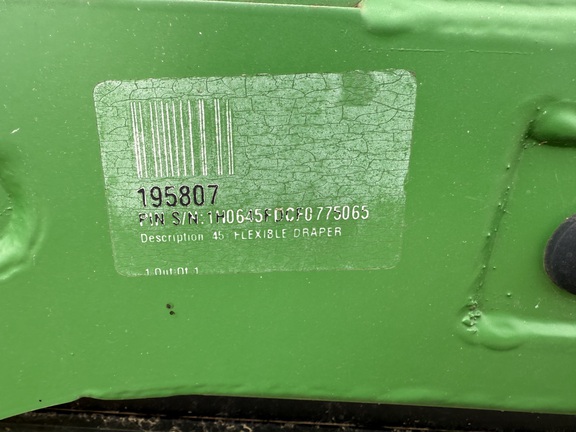 195807
PIN S/N: 1H0645FDCF0775065
Description 45' FLEXIBLE DRAPER
1 Out Of 1